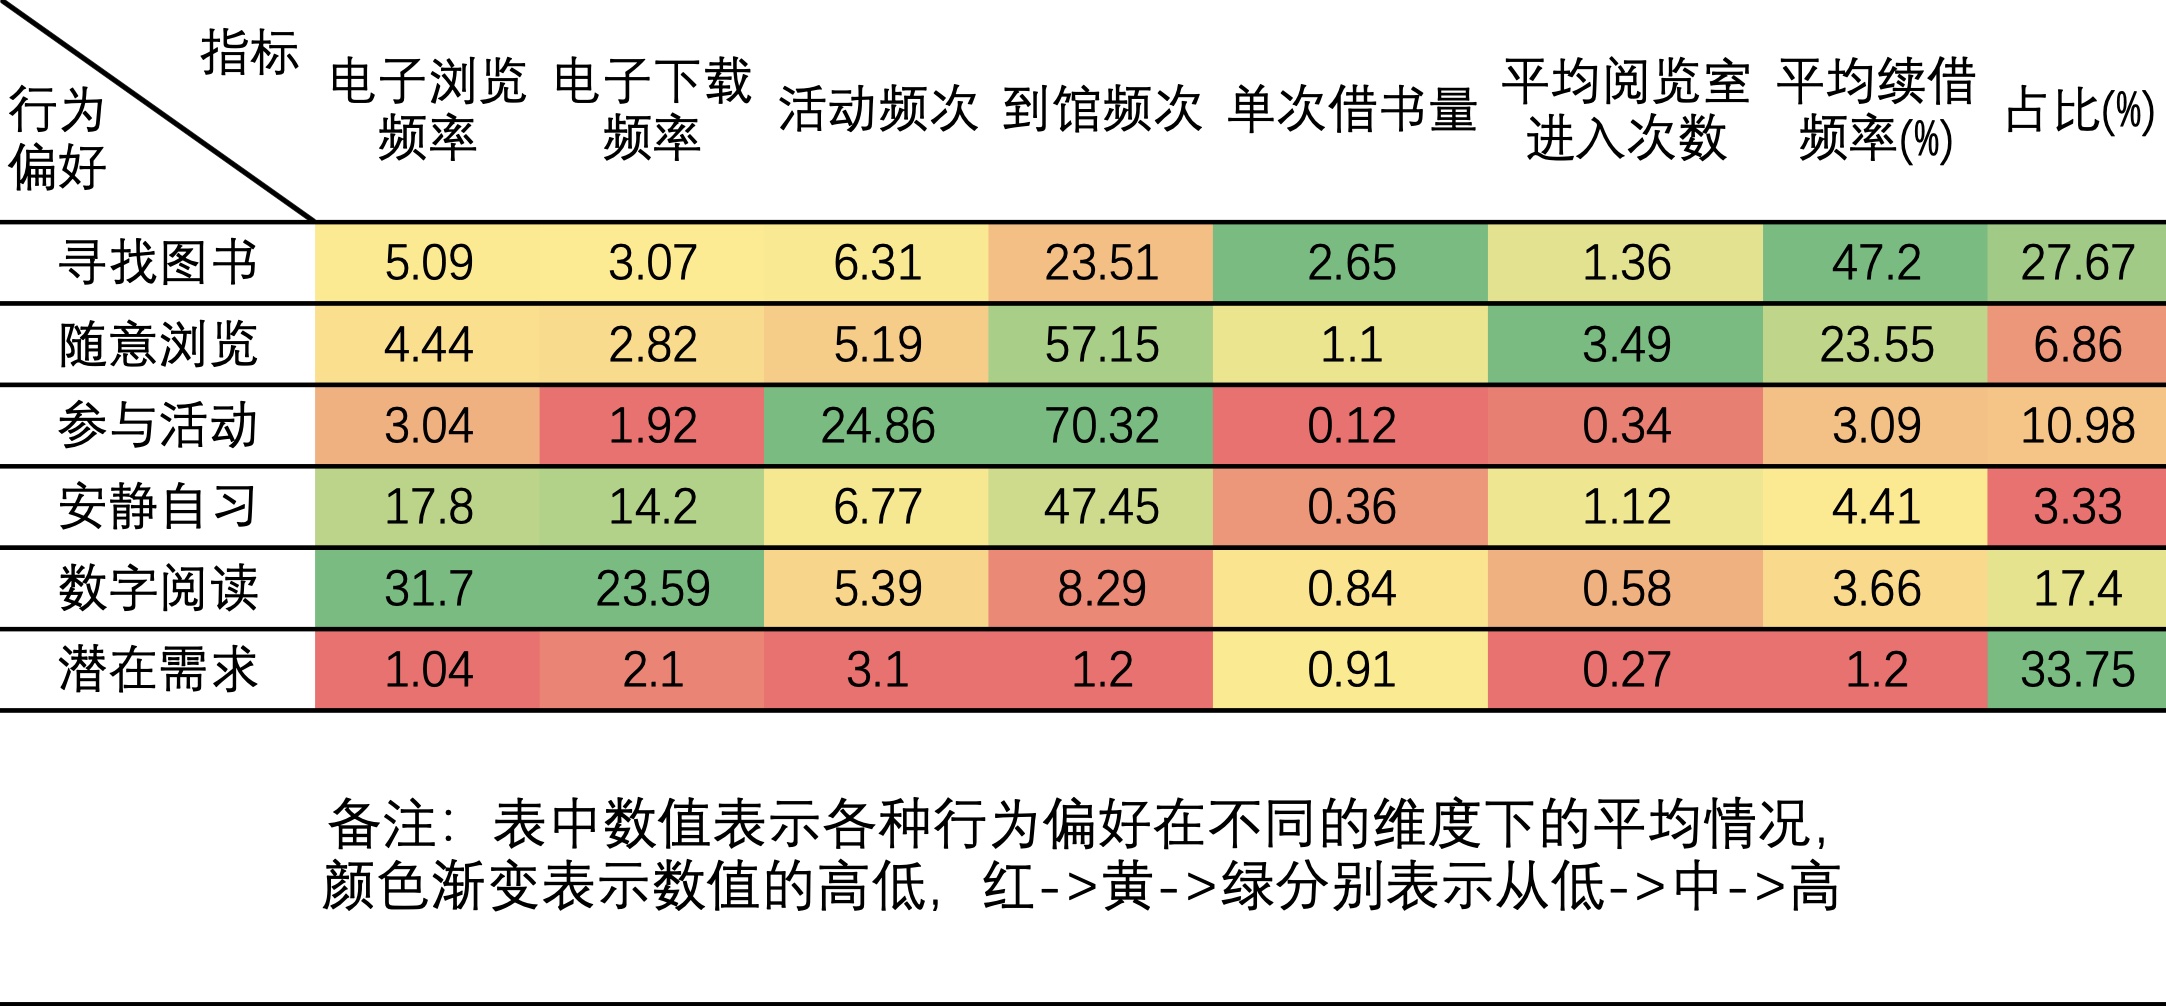 指标
行为
偏好
电子浏览
频率
电子下载
频率
活动频次
到馆频次
单次借书量
平均阅览室
进入次数
平均续借
频率(%)
占比(%)
寻找图书 5.09 3.07 6.31 23.51 2.65 1.36 47.2 27.67
随意浏览 4.44 2.82 5.19 57.15 1.1 3.49 23.55 6.86
参与活动 3.04 1.92 24.86 70.32 0.12 0.34 3.09 10.98
安静自习 17.8 14.2 6.77 47.45 0.36 1.12 4.41 3.33
数字阅读 31.7 23.59 5.39 8.29 0.84 0.58 3.66 17.4
潜在需求 1.04 2.1 3.1 1.2 0.91 0.27 1.2 33.75
备注：表中数值表示各种行为偏好在不同的维度下的平均情况，
颜色渐变表示数值的高低，红->黄->绿分别表示从低->中->高